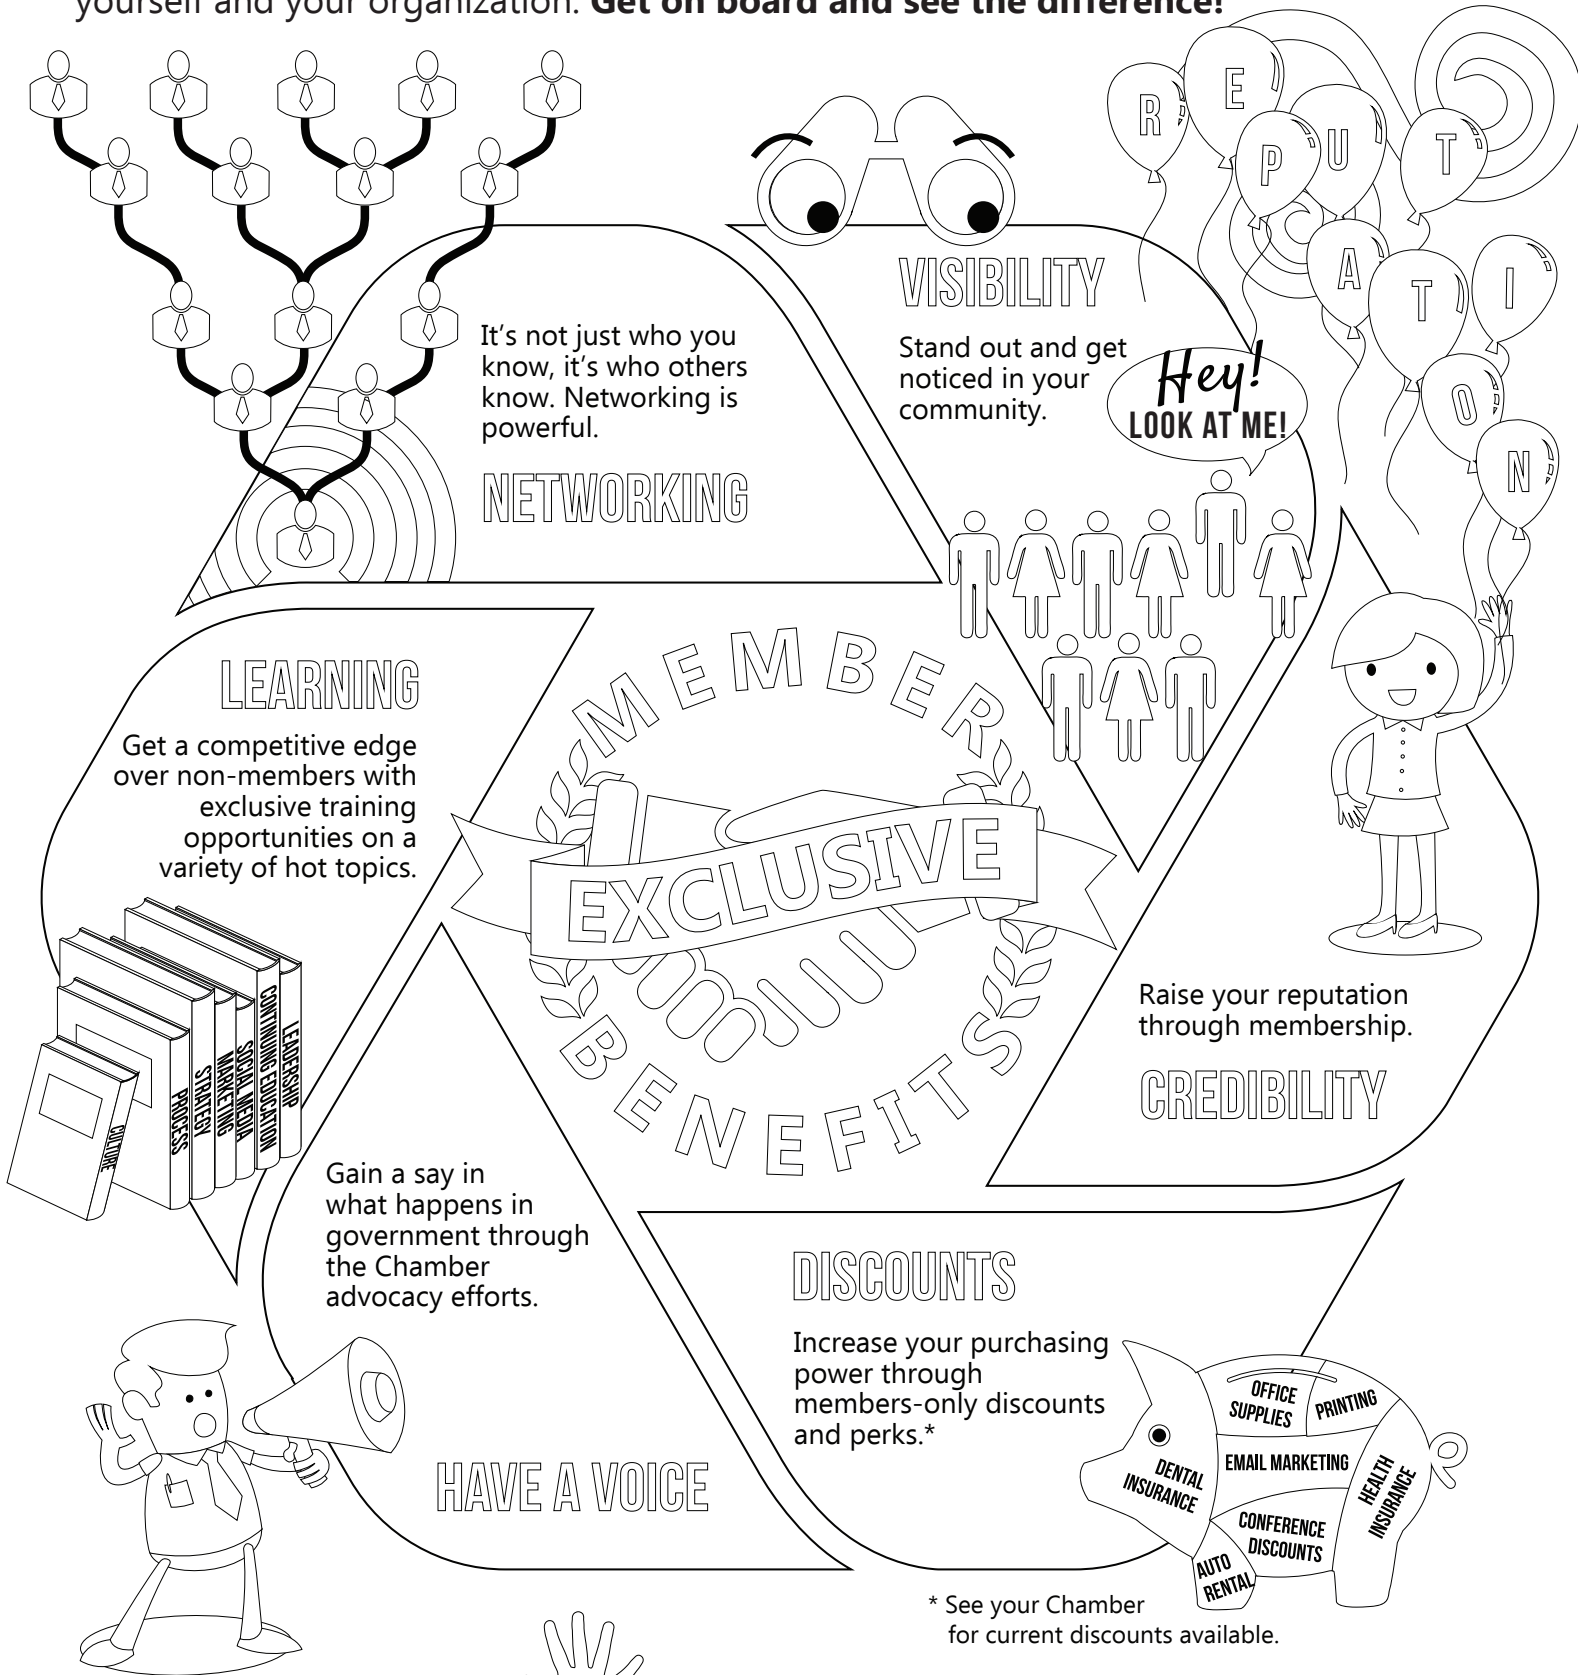 yourself and your organization. Get on board and see the difference!
R E P U T A T I O N
It's not just who you
know, it's who others
know. Networking is
powerful.
NETWORKING
VISIBILITY
Stand out and get
noticed in your
community.
Hey!
LOOK AT ME!
LEARNING
Get a competitive edge
over non-members with
exclusive training
opportunities on a
variety of hot topics.
CULTURE
PROCESS
STRATEGY
MARKETING
SOCIAL MEDIA
CONTINUING EDUCATION
LEADERSHIP
MEMBER
EXCLUSIVE
BENEFITS
Raise your reputation
through membership.
CREDIBILITY
Gain a say in
what happens in
government through
the Chamber
advocacy efforts.
HAVE A VOICE
DISCOUNTS
Increase your purchasing
power through
members-only discounts
and perks.*
OFFICE
SUPPLIES
PRINTING
EMAIL MARKETING
DENTAL
INSURANCE
HEALTH
INSURANCE
CONFERENCE
DISCOUNTS
AUTO
RENTAL
* See your Chamber
for current discounts available.